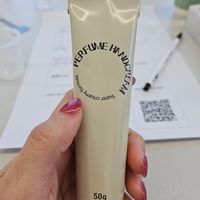 PERFUME HANDCREAM
Super creamy formula
50g